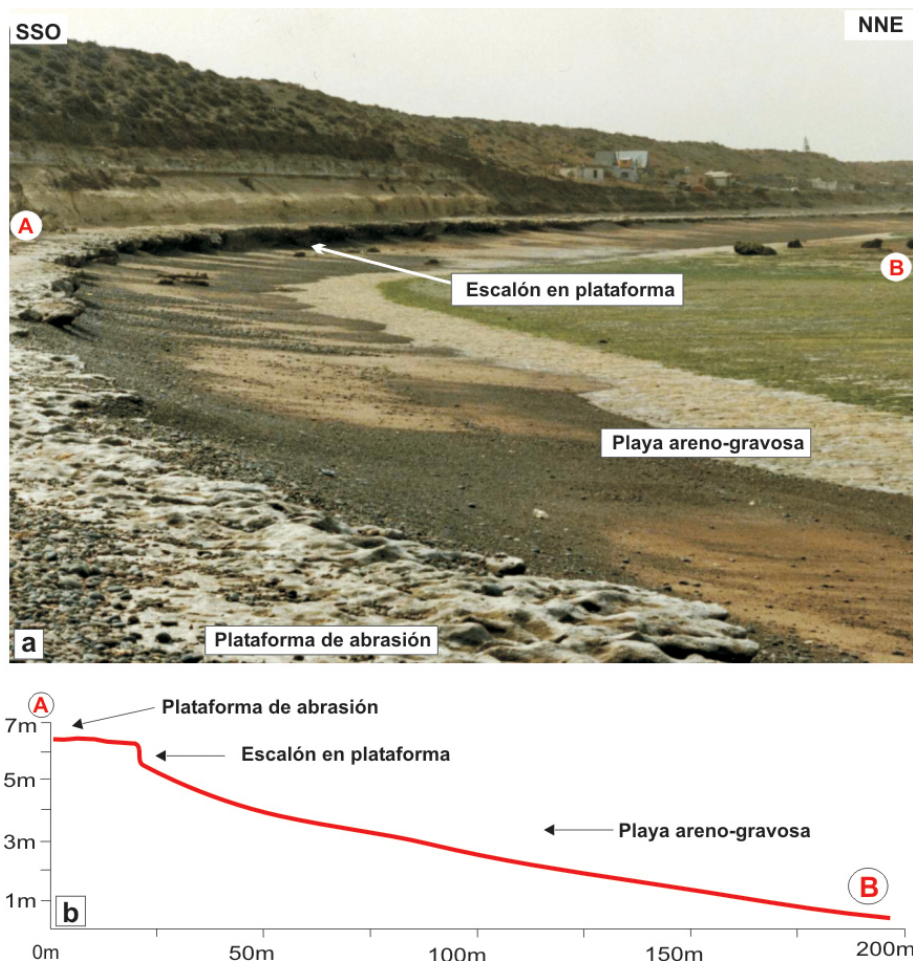 SSO
NNE
A
B
Escalón en plataforma
Playa areno-gravosa
Plataforma de abrasión
a
A
Plataforma de abrasión
7m
Escalón en plataforma
5m
Playa areno-gravosa
3m
B
1m
b
0m
50m
100m
150m
200m